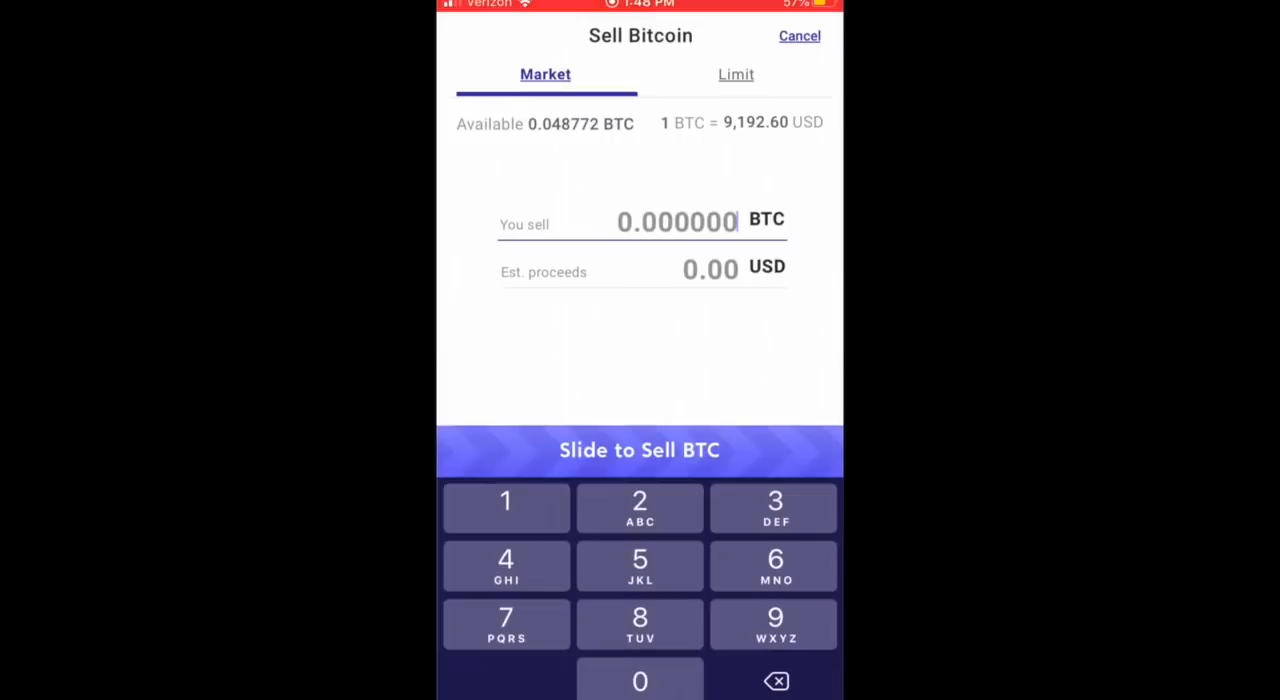 Verizon 1:48 PM 57%
Sell Bitcoin Cancel
Market Limit
Available 0.048772 BTC 1 BTC = 9,192.60 USD
You sell 0.000000 BTC
Est. proceeds 0.00 USD
Slide to Sell BTC
1 2 3
ABC DEF
4 5 6
GHI JKL MNO
7 8 9
PQRS TUV WXYZ
0